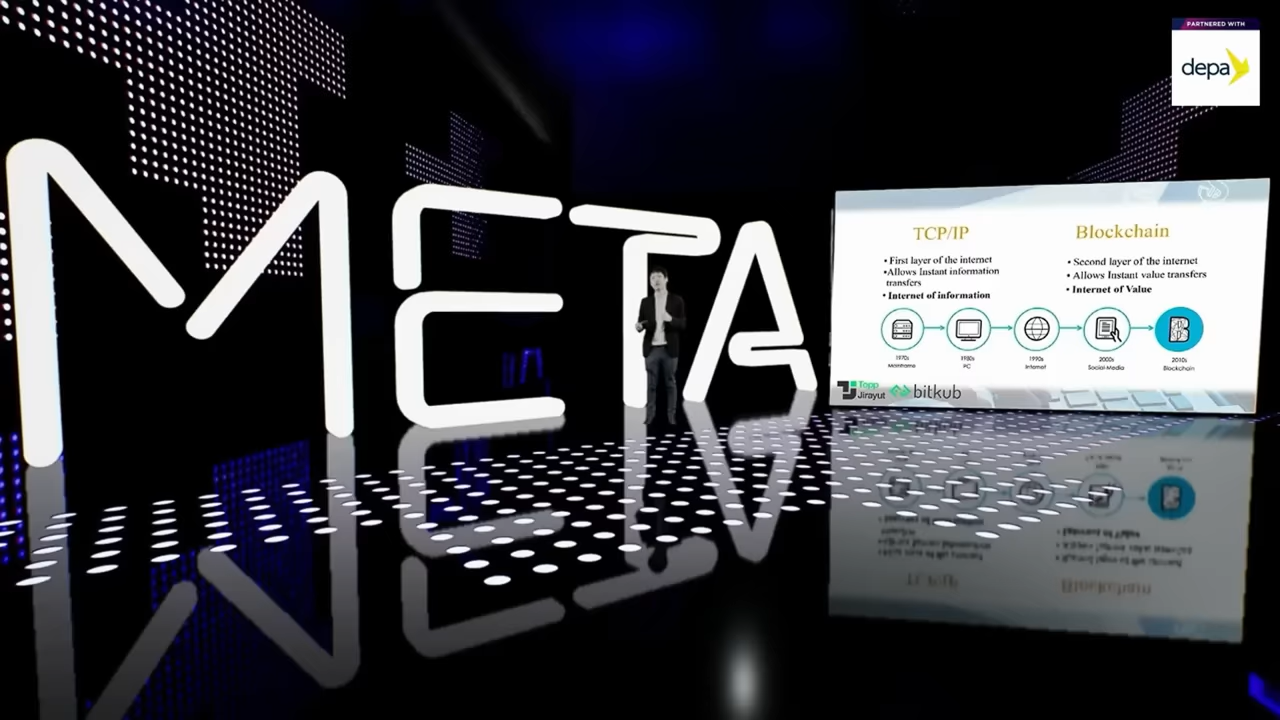 PARTNERED WITH
depa
META
TCP/IP
• First layer of the internet
•Allows Instant information
transfers
• Internet of information
Blockchain
• Second layer of the internet
• Allows Instant value transfers
• Internet of Value
1970s
Mainframe
1980s
PC
1990s
Internet
2000s
Social Media
2010s
Blockchain
Topp
Jirayut
bitkub